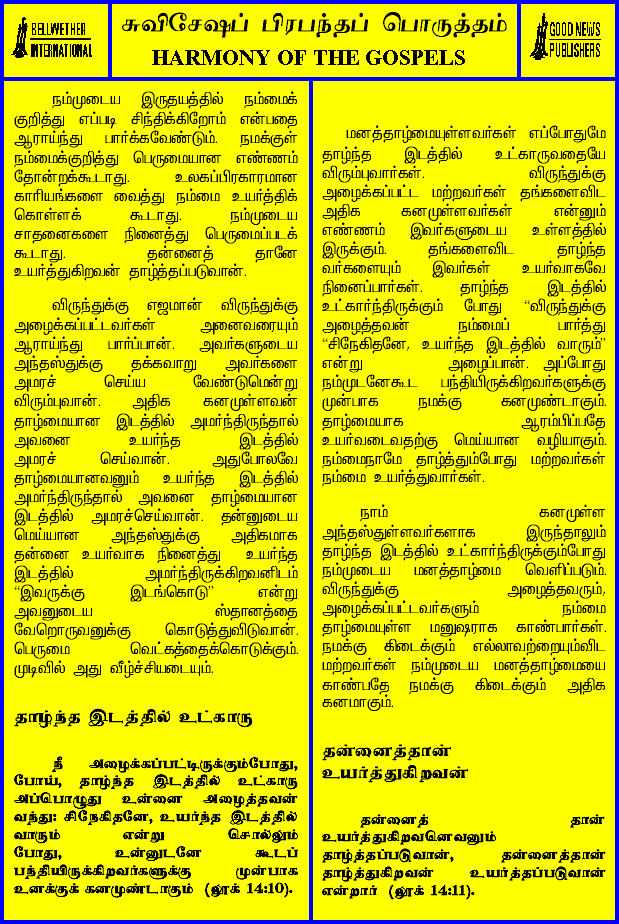 BELLWETHER
INTERNATIONAL
சுவிசேஷப் பிரபந்தப் பொருத்தம்
HARMONY OF THE GOSPELS
GOOD NEWS
PUBLISHERS
நம்முடைய இருதயத்தில் நம்மைக்
குறித்து எப்படி சிந்திக்கிறோம் என்பதை
ஆராய்ந்து பார்க்கவேண்டும். நமக்குள்
நம்மைக்குறித்து பெருமையான எண்ணம்
தோன்றக்கூடாது. உலகப்பிரகாரமான
காரியங்களை வைத்து நம்மை உயர்த்திக்
கொள்ளக் கூடாது. நம்முடைய
சாதனைகளை நினைத்து பெருமைப்படக்
கூடாது. தன்னைத் தானே
உயர்த்துகிறவன் தாழ்த்தப்படுவான்.
விருந்துக்கு எஜமான் விருந்துக்கு
அழைக்கப்பட்டவர்கள் அனைவரையும்
ஆராய்ந்து பார்ப்பான். அவர்களுடைய
அந்தஸ்துக்கு தக்கவாறு அவர்களை
அமரச் செய்ய வேண்டுமென்று
விரும்புவான். அதிக கனமுள்ளவன்
தாழ்மையான இடத்தில் அமர்ந்திருந்தால்
அவனை உயர்ந்த இடத்தில்
அமரச் செய்வான். அதுபோலவே
தாழ்மையானவனும் உயர்ந்த இடத்தில்
அமர்ந்திருந்தால் அவனை தாழ்மையான
இடத்தில் அமரச்செய்வான். தன்னுடைய
மெய்யான அந்தஸ்துக்கு அதிகமாக
தன்னை உயர்வாக நினைத்து உயர்ந்த
இடத்தில் அமர்ந்திருக்கிறவனிடம்
“இவருக்கு இடங்கொடு” என்று
அவனுடைய ஸ்தானத்தை
வேறொருவனுக்கு கொடுத்துவிடுவான்.
பெருமை வெட்கத்தைக்கொடுக்கும்.
முடிவில் அது வீழ்ச்சியடையும்.
தாழ்ந்த இடத்தில் உட்காரு
நீ அழைக்கப்பட்டிருக்கும்போது,
போய், தாழ்ந்த இடத்தில் உட்காரு
அப்பொழுது உன்னை அழைத்தவன்
வந்து: சிநேகிதனே, உயர்ந்த இடத்தில்
வாரும் என்று சொல்லும்
போது, உன்னுடனே கூடப்
பந்தியிருக்கிறவர்களுக்கு முன்பாக
உனக்குக் கனமுண்டாகும் (லூக் 14:10).
மனத்தாழ்மையுள்ளவர்கள் எப்போதுமே
தாழ்ந்த இடத்தில் உட்காருவதையே
விரும்புவார்கள். விருந்துக்கு
அழைக்கப்பட்ட மற்றவர்கள் தங்களைவிட
அதிக கனமுள்ளவர்கள் என்னும்
எண்ணம் இவர்களுடைய உள்ளத்தில்
இருக்கும். தங்களைவிட தாழ்ந்த
வர்களையும் இவர்கள் உயர்வாகவே
நினைப்பார்கள். தாழ்ந்த இடத்தில்
உட்கார்ந்திருக்கும் போது “விருந்துக்கு
அழைத்தவன் நம்மைப் பார்த்து
“சிநேகிதனே, உயர்ந்த இடத்தில் வாரும்”
என்று அழைப்பான். அப்போது
நம்முடனேகூட பந்தியிருக்கிறவர்களுக்கு
முன்பாக நமக்கு கனமுண்டாகும்.
தாழ்மையாக ஆரம்பிப்பதே
உயர்வடைவதற்கு மெய்யான வழியாகும்.
நம்மைநாமே தாழ்த்தும்போது மற்றவர்கள்
நம்மை உயர்த்துவார்கள்.
நாம் கனமுள்ள
அந்தஸ்துள்ளவர்களாக இருந்தாலும்
தாழ்ந்த இடத்தில் உட்கார்ந்திருக்கும்போது
நம்முடைய மனத்தாழ்மை வெளிப்படும்.
விருந்துக்கு அழைத்தவரும்,
அழைக்கப்பட்டவர்களும் நம்மை
தாழ்மையுள்ள மனுஷராக காண்பார்கள்.
நமக்கு கிடைக்கும் எல்லாவற்றையும்விட
மற்றவர்கள் நம்முடைய மனத்தாழ்மையை
காண்பதே நமக்கு கிடைக்கும் அதிக
கனமாகும்.
தன்னைத்தான்
உயர்த்துகிறவன்
தன்னைத் தான்
உயர்த்துகிறவனெவனும்
தாழ்த்தப்படுவான், தன்னைத்தான்
தாழ்த்துகிறவன் உயர்த்தப்படுவான்
என்றார் (லூக் 14:11).